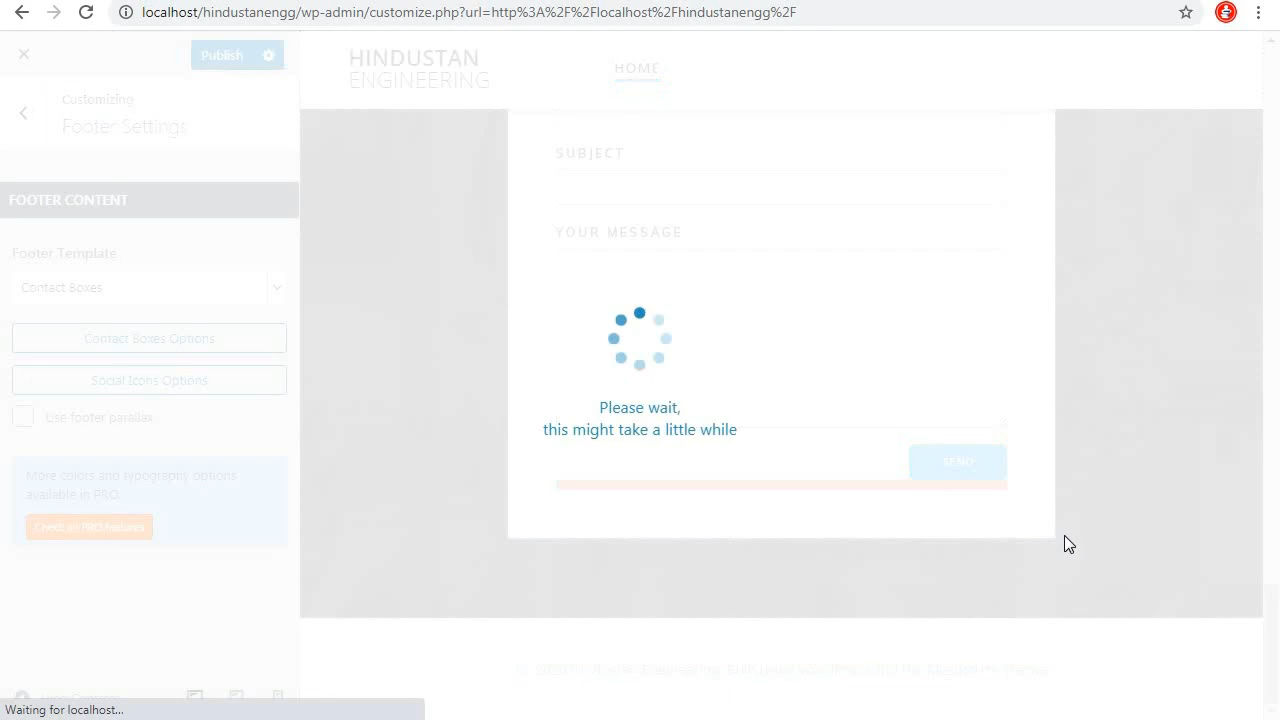 localhost/hindustanengg/wp-admin/customize.php?url=http%3A%2F%2Flocalhost%2Fhindustanengg%2F
Publish
HINDUSTAN
ENGINEERING
HOME
Customizing
Footer Settings
FOOTER CONTENT
Footer Template
Contact Boxes
Contact Boxes Options
Social Icons Options
Use footer parallax
More colors and typography options
available in PRO.
Check all PRO features
SUBJECT
YOUR MESSAGE
Please wait,
this might take a little while
SEND
© 2020 Hindustan Engineering.
Waiting for localhost...